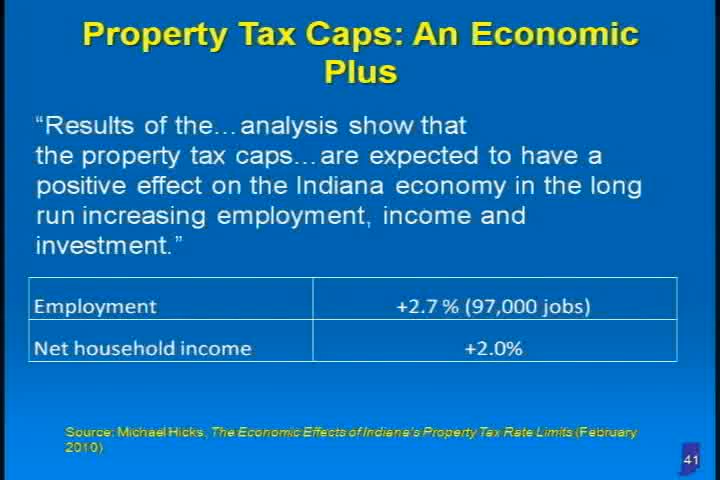 Property Tax Caps: An Economic
Plus
“Results of the... analysis show that
the property tax caps...are expected to have a
positive effect on the Indiana economy in the long
run increasing employment, income and
investment.”
Employment +2.7 % (97,000 jobs)
Net household income +2.0%
Source: Michael Hicks, The Economic Effects of Indiana's Property Tax Rate Limits (February
2010)
41